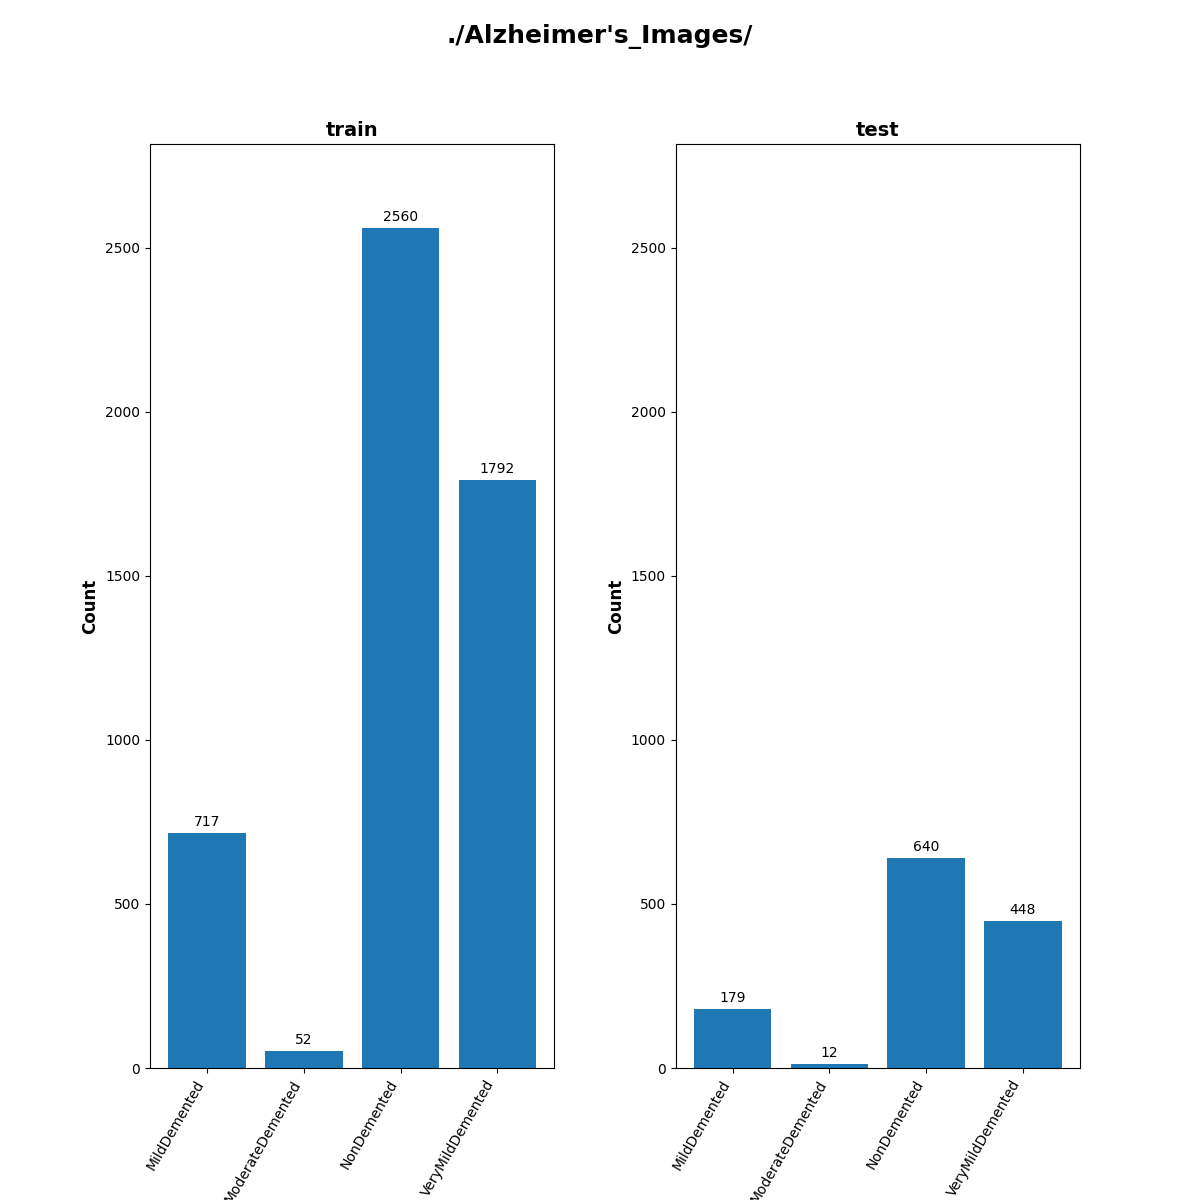 ./Alzheimer's_Images/
train
2560
1792
717
52
2500
2000
1500
1000
500
0
Count
MildDemented
ModerateDemented
NonDemented
VeryMildDemented
test
640
448
179
12
2500
2000
1500
1000
500
0
Count
MildDemented
ModerateDemented
NonDemented
VeryMildDemented